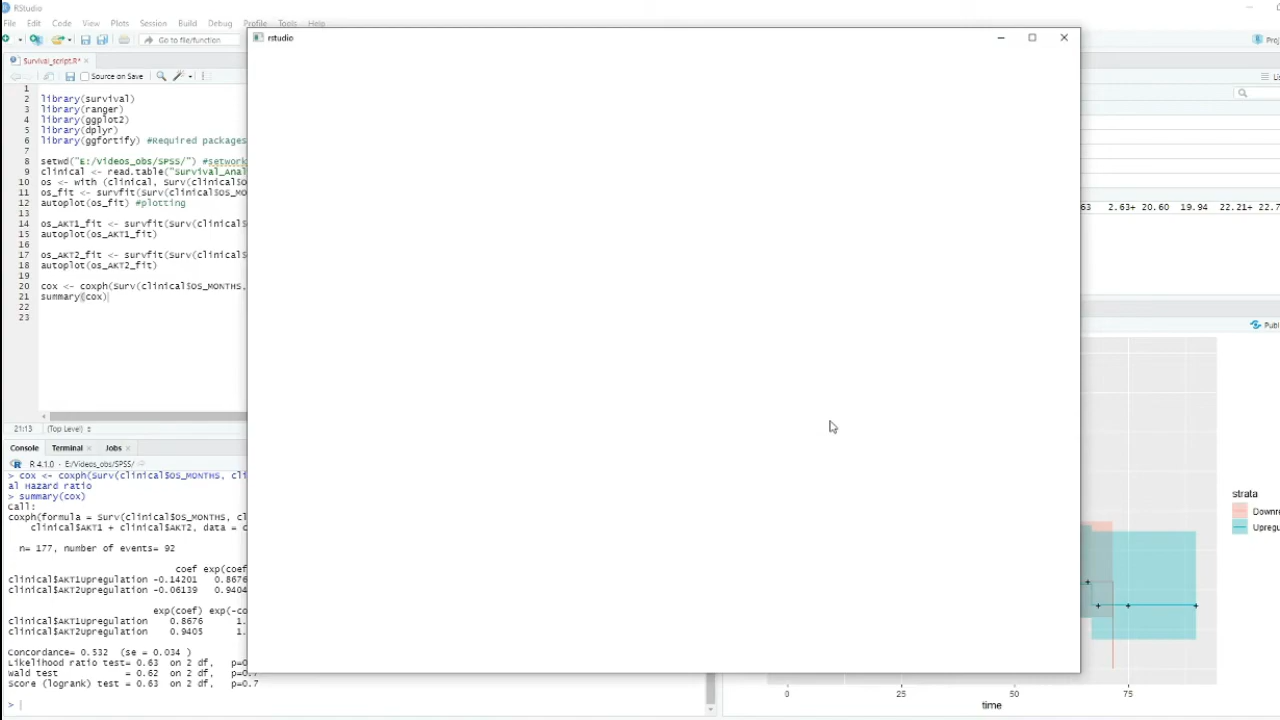 RStudio
File Edit Code View Plots Session Build Debug Profile Tools Help
Go to file/function
rstudio
Survival_script.R*
Source on Save
1
2 library(survival)
3 library(ranger)
4 library(ggplot2)
5 library(dplyr)
6 library(ggfortify) #Required packages
7
8 setwd("E:/Videos_obs/SPSS/") #setwork
9 clinical <- read.table("Survival_Anal
10 os <- with (clinical, Surv(clinical$O
11 os_fit <- survfit(Surv(clinical$OS_MO
12 autoplot(os_fit) #plotting
13
14 os_AKT1_fit <- survfit(Surv(clinical$
15 autoplot(os_AKT1_fit)
16
17 os_AKT2_fit <- survfit(Surv(clinical$
18 autoplot(os_AKT2_fit)
19
20 cox <- coxph(Surv(clinical$OS_MONTHS,
21 summary(cox)
22
23
21:13 (Top Level)
Console Terminal Jobs
R 4.1.0 · E:/Videos_obs/SPSS/
> cox <- coxph(Surv(clinical$OS_MONTHS, cli
al Hazard ratio
> summary(cox)
Call:
coxph(formula = Surv(clinical$OS_MONTHS, cl
clinical$AKT1 + clinical$AKT2, data = c
n= 177, number of events= 92
coef exp(coef
clinical$AKT1Upregulation -0.14201 0.8676
clinical$AKT2Upregulation -0.06139 0.9404
exp(coef) exp(-co
clinical$AKT1Upregulation 0.8676 1.
clinical$AKT2Upregulation 0.9405 1.
Concordance= 0.532 (se = 0.034 )
Likelihood ratio test= 0.63 on 2 df, p=0
Wald test = 0.62 on 2 df, p=0.7
Score (logrank) test = 0.63 on 2 df, p=0.7
>
Proj
63 2.63+ 20.60 19.94 22.21+ 22.7
Publ
strata
Downre
Upregu
0 25 50 75
time